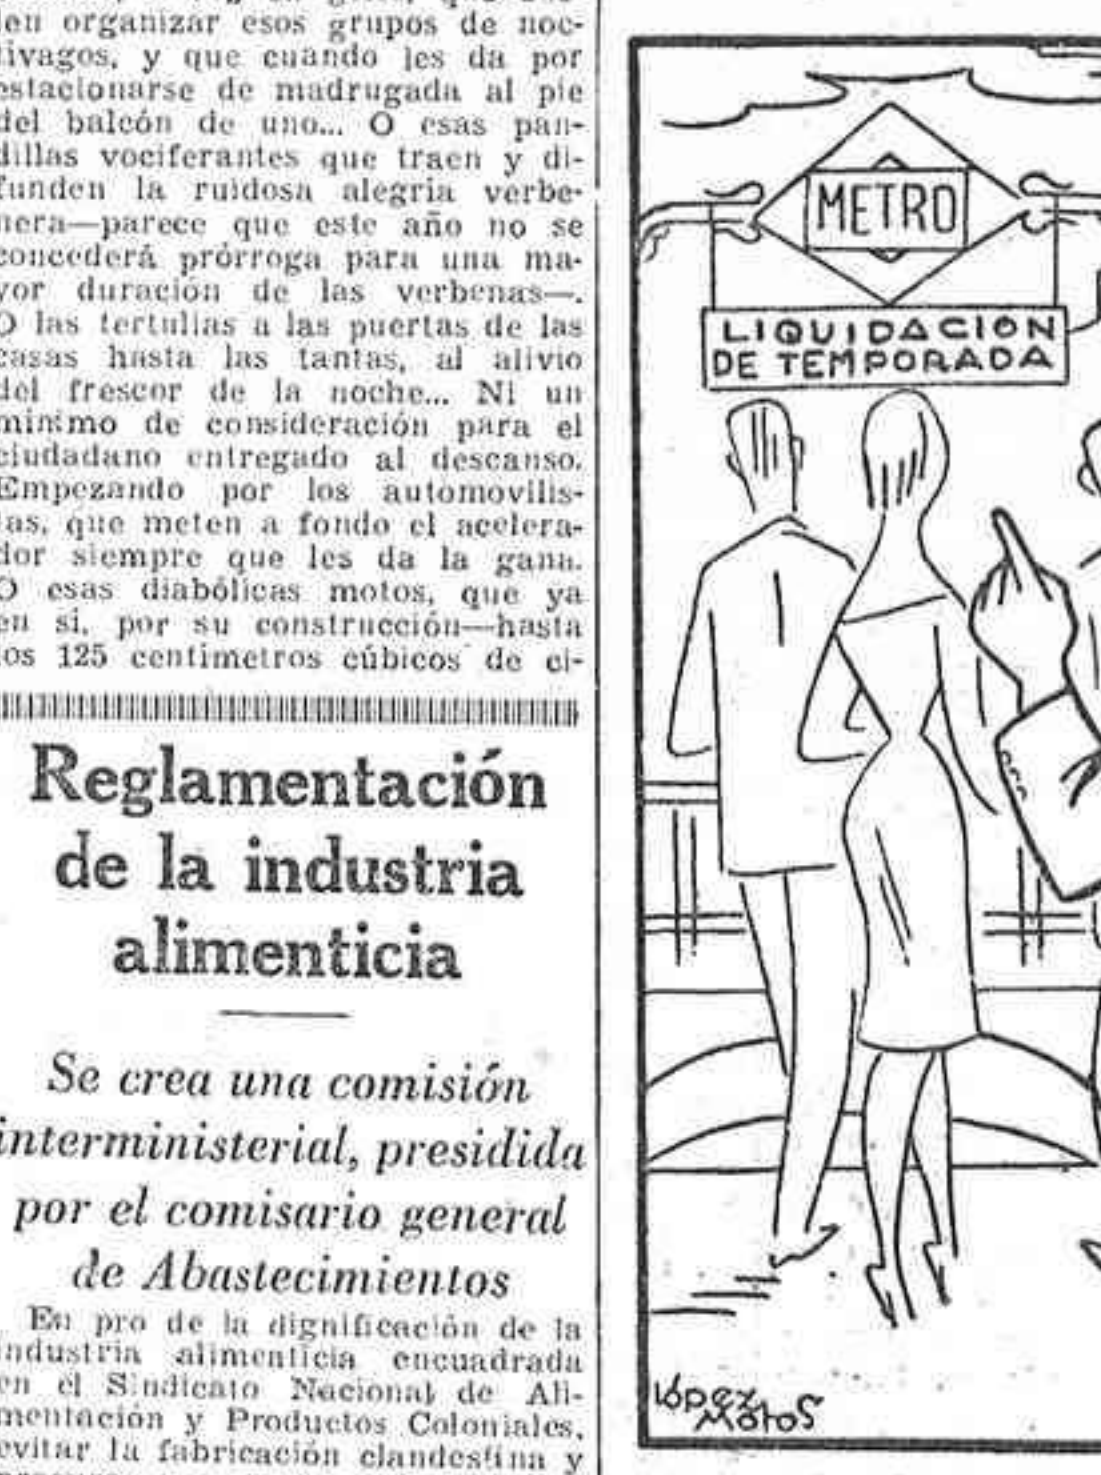 len organizar esos grupos de noc-
tivagos, y que cuando les da por
estacionarse de madrugada al pie
del balcón de uno... O esas pan-
dillas vociferantes que traen y di-
funden la ruidosa alegria verbe-
nera—parece que este año no se
concederá prórroga para una ma-
yor duración de las verbenas—.
O las tertulias a las puertas de las
casas hasta las tantas, al alivio
del frescor de la noche... Ni un
minimo de consideración para el
ciudadano entregado al descanso.
Empezando por los automovilis-
tas, que meten a fondo el acelera-
dor siempre que les da la gana.
O esas diabólicas motos, que ya
en si, por su construcción—hasta
los 125 centimetros cúbicos de ci-
Reglamentación
de la industria
alimenticia
Se crea una comisión
interministerial, presidida
por el comisario general
de Abastecimientos
En pro de la dignificación de la
industria alimenticia encuadrada
en el Sindicato Nacional de Ali-
mentación y Productos Coloniales,
evitar la fabricación clandestina y
METRO
LIQUIDACION
DE TEMPORADA
López
Motos